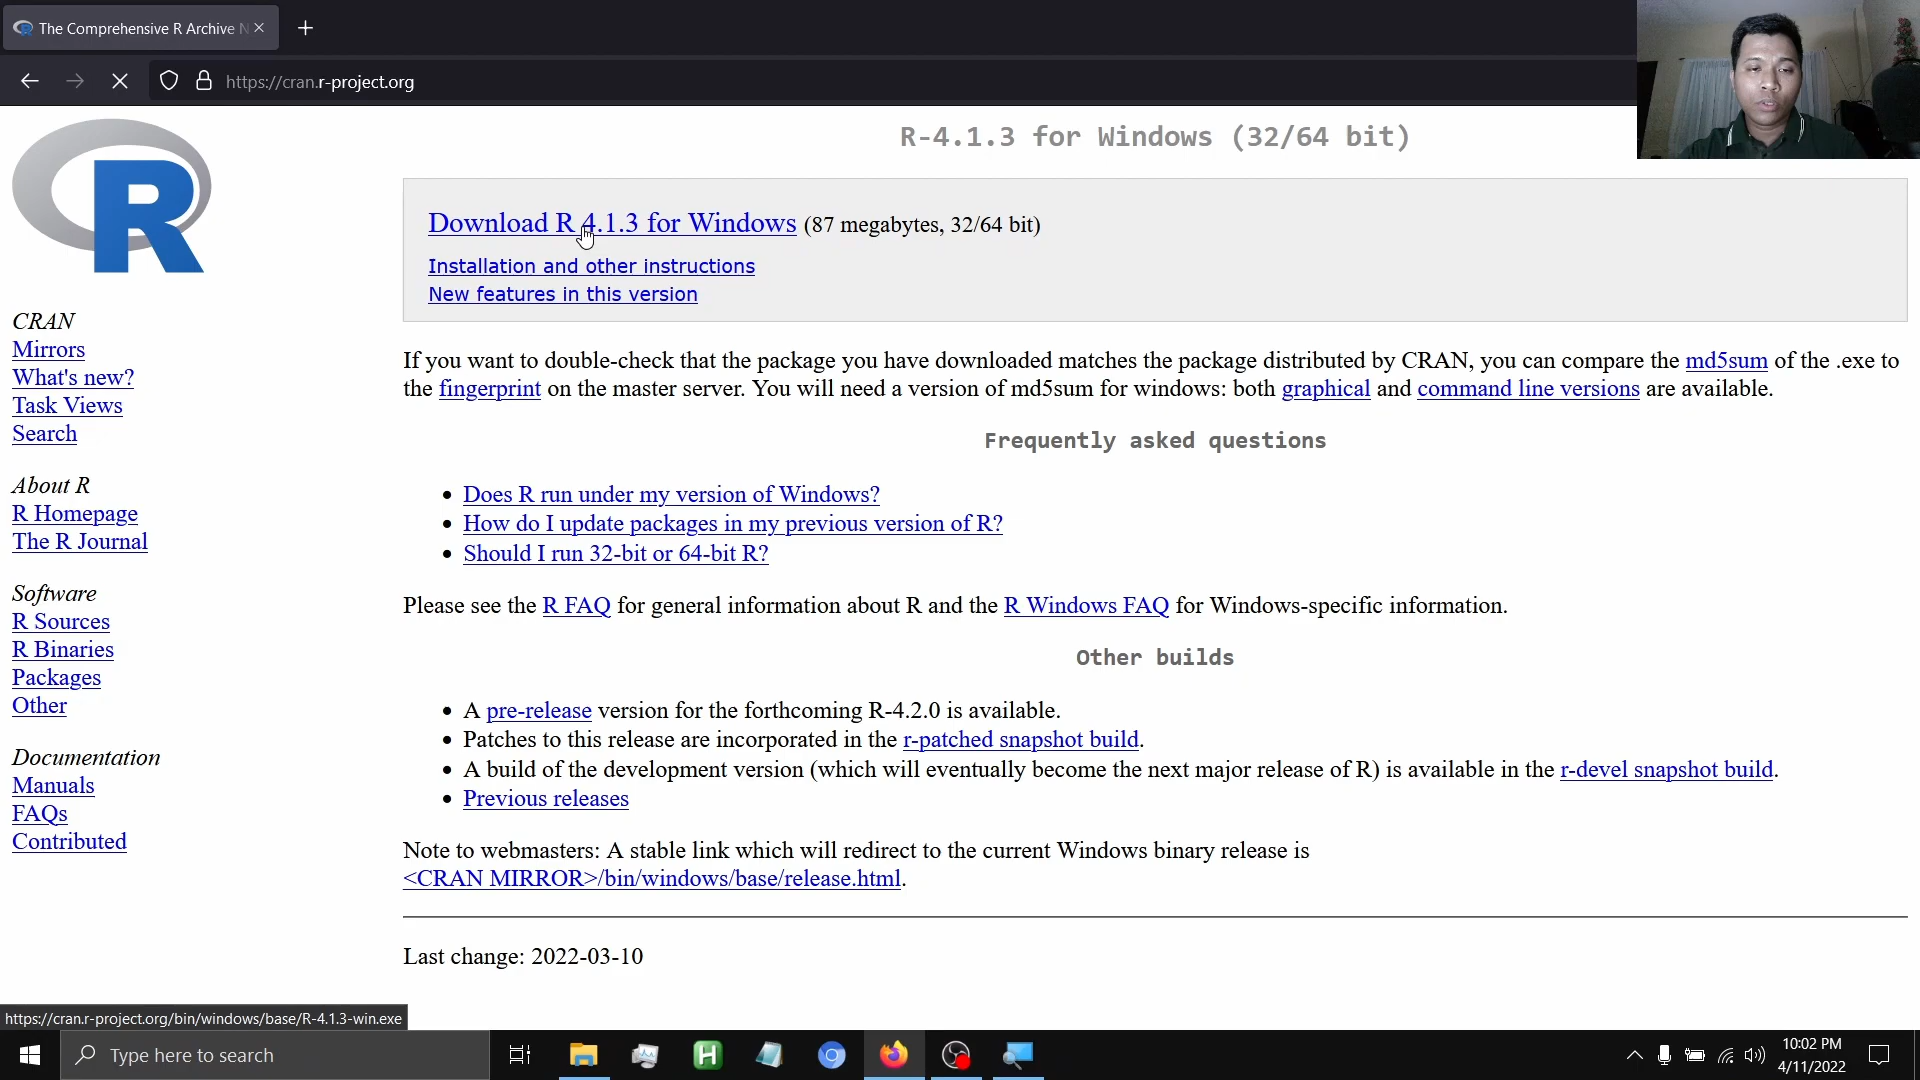 The Comprehensive R Archive N
https://cran.r-project.org
R-4.1.3 for Windows (32/64 bit)
Download R 4.1.3 for Windows (87 megabytes, 32/64 bit)
Installation and other instructions
New features in this version
R
CRAN
Mirrors
What's new?
Task Views
Search
About R
R Homepage
The R Journal
Software
R Sources
R Binaries
Packages
Other
Documentation
Manuals
FAQs
Contributed
If you want to double-check that the package you have downloaded matches the package distributed by CRAN, you can compare the md5sum of the .exe to
the fingerprint on the master server. You will need a version of md5sum for windows: both graphical and command line versions are available.
Frequently asked questions
Does R run under my version of Windows?
How do I update packages in my previous version of R?
Should I run 32-bit or 64-bit R?
Please see the R FAQ for general information about R and the R Windows FAQ for Windows-specific information.
Other builds
A pre-release version for the forthcoming R-4.2.0 is available.
Patches to this release are incorporated in the r-patched snapshot build.
A build of the development version (which will eventually become the next major release of R) is available in the r-devel snapshot build.
Previous releases
Note to webmasters: A stable link which will redirect to the current Windows binary release is
<CRAN MIRROR>/bin/windows/base/release.html.
Last change: 2022-03-10
https://cran.r-project.org/bin/windows/base/R-4.1.3-win.exe
Type here to search
H
10:02 PM
4/11/2022